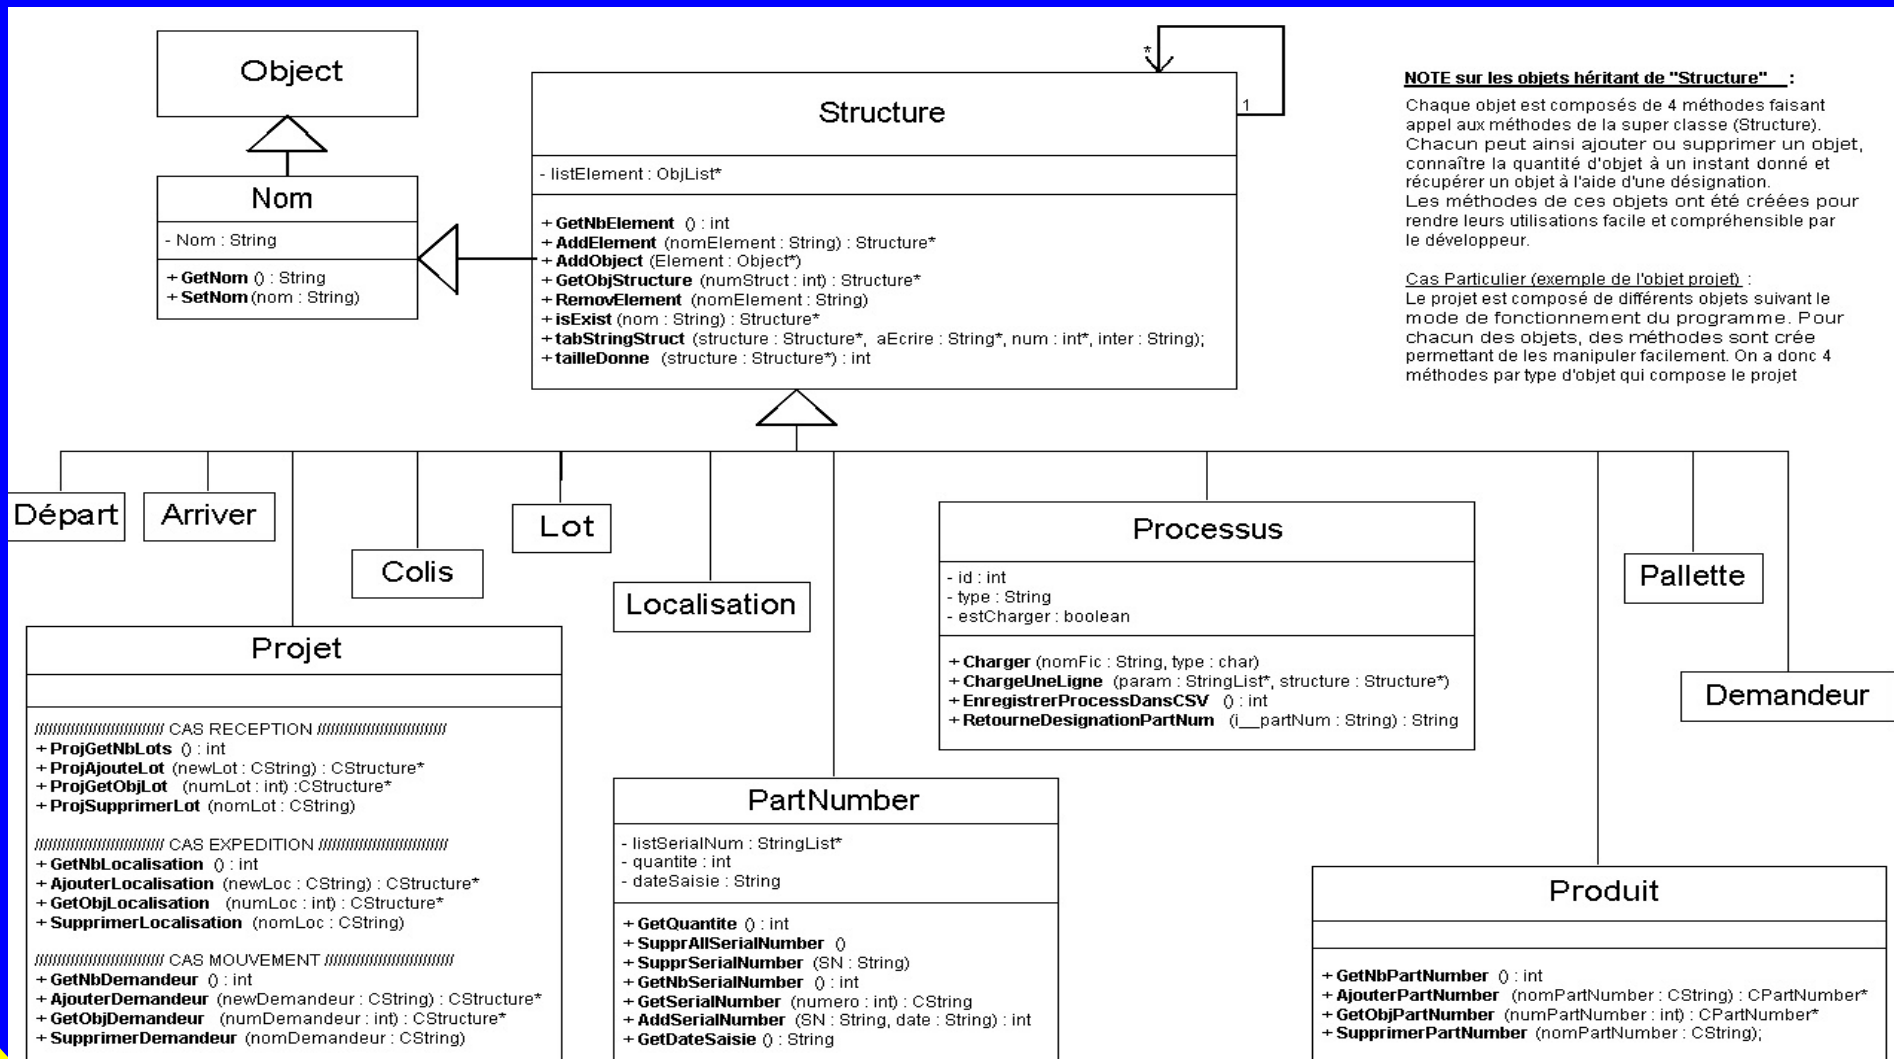 Object
Nom
- Nom : String
+ GetNom () : String
+ SetNom (nom : String)
Structure
*
1
- listElement : ObjList*
+ GetNbElement () : int
+ AddElement (nomElement : String) : Structure*
+ AddObject (Element : Object*)
+ GetObjStructure (numStruct : int) : Structure*
+ RemovElement (nomElement : String)
+ isExist (nom : String) : Structure*
+ tabStringStruct (structure : Structure*, aEcrire : String*, num : int*, inter : String);
+ tailleDonne (structure : Structure*) : int
NOTE sur les objets héritant de "Structure" :
Chaque objet est composés de 4 méthodes faisant
appel aux méthodes de la super classe (Structure).
Chacun peut ainsi ajouter ou supprimer un objet,
connaître la quantité d'objet à un instant donné et
récupérer un objet à l'aide d'une désignation.
Les méthodes de ces objets ont été créées pour
rendre leurs utilisations facile et compréhensible par
le développeur.
Cas Particulier (exemple de l'objet projet) :
Le projet est composé de différents objets suivant le
mode de fonctionnement du programme. Pour
chacun des objets, des méthodes sont crée
permettant de les manipuler facilement. On a donc 4
méthodes par type d'objet qui compose le projet
Départ
Arriver
Colis
Lot
Localisation
Processus
- id : int
- type : String
- estCharger : boolean
+ Charger (nomFic : String, type : char)
+ ChargeUneLigne (param : StringList*, structure : Structure*)
+ EnregistrerProcessDansCSV () : int
+ RetourneDesignationPartNum (i__partNum : String) : String
Pallette
Demandeur
Projet
///////////////////////////// CAS RECEPTION /////////////////////////////
+ ProjGetNbLots () : int
+ ProjAjouteLot (newLot : CString) : CStructure*
+ ProjGetObjLot (numLot : int) :CStructure*
+ ProjSupprimerLot (nomLot : CString)
///////////////////////////// CAS EXPEDITION /////////////////////////////
+ GetNbLocalisation () : int
+ AjouterLocalisation (newLoc : CString) : CStructure*
+ GetObjLocalisation (numLoc : int) : CStructure*
+ SupprimerLocalisation (nomLoc : CString)
///////////////////////////// CAS MOUVEMENT /////////////////////////////
+ GetNbDemandeur () : int
+ AjouterDemandeur (newDemandeur : CString) : CStructure*
+ GetObjDemandeur (numDemandeur : int) : CStructure*
+ SupprimerDemandeur (nomDemandeur : CString)
PartNumber
- listSerialNum : StringList*
- quantite : int
- dateSaisie : String
+ GetQuantite () : int
+ SupprAllSerialNumber ()
+ SupprSerialNumber (SN : String)
+ GetNbSerialNumber () : int
+ GetSerialNumber (numero : int) : CString
+ AddSerialNumber (SN : String, date : String) : int
+ GetDateSaisie () : String
Produit
+ GetNbPartNumber () : int
+ AjouterPartNumber (nomPartNumber : CString) : CPartNumber*
+ GetObjPartNumber (numPartNumber : int) : CPartNumber*
+ SupprimerPartNumber (nomPartNumber : CString);